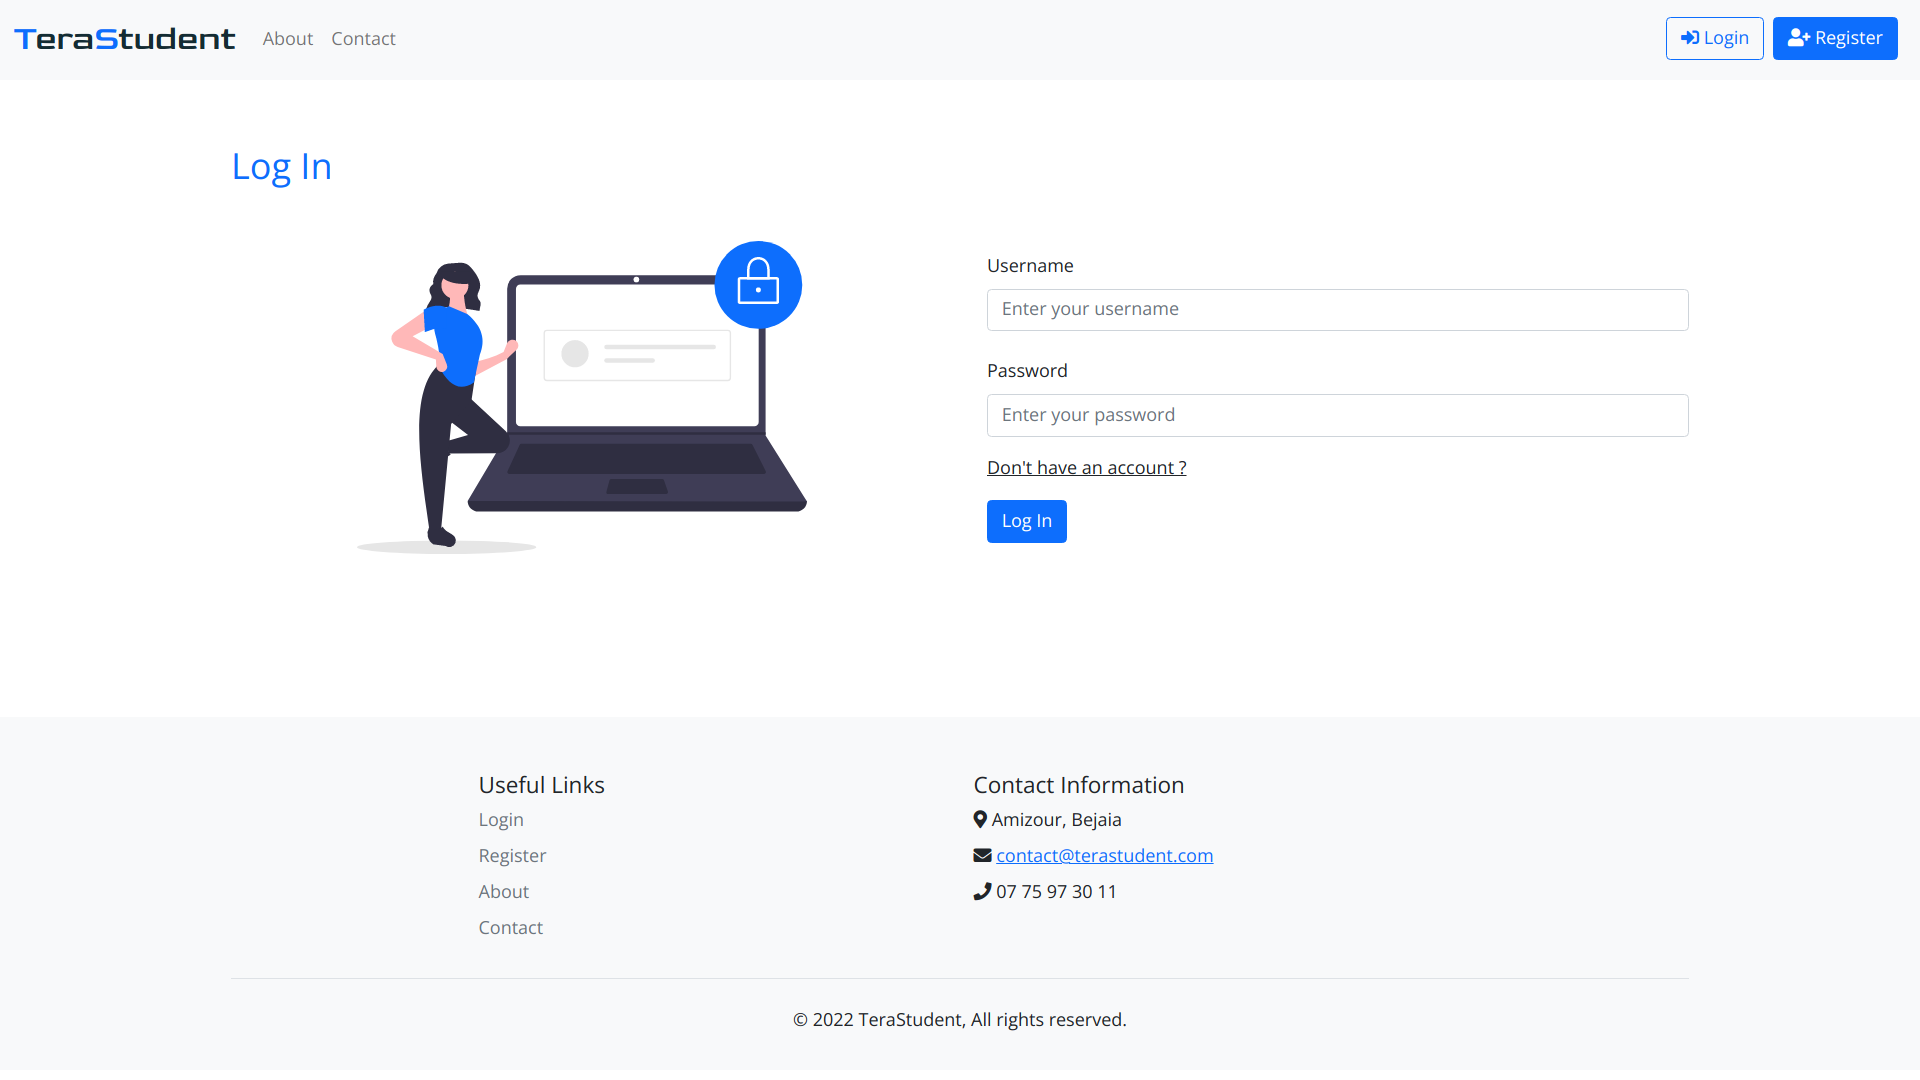 TeraStudent About Contact Login Register
Log In
Username
Enter your username
Password
Enter your password
Don't have an account ?
Log In
Useful Links
Login
Register
About
Contact
Contact Information
Amizour, Bejaia
contact@terastudent.com
07 75 97 30 11
© 2022 TeraStudent, All rights reserved.